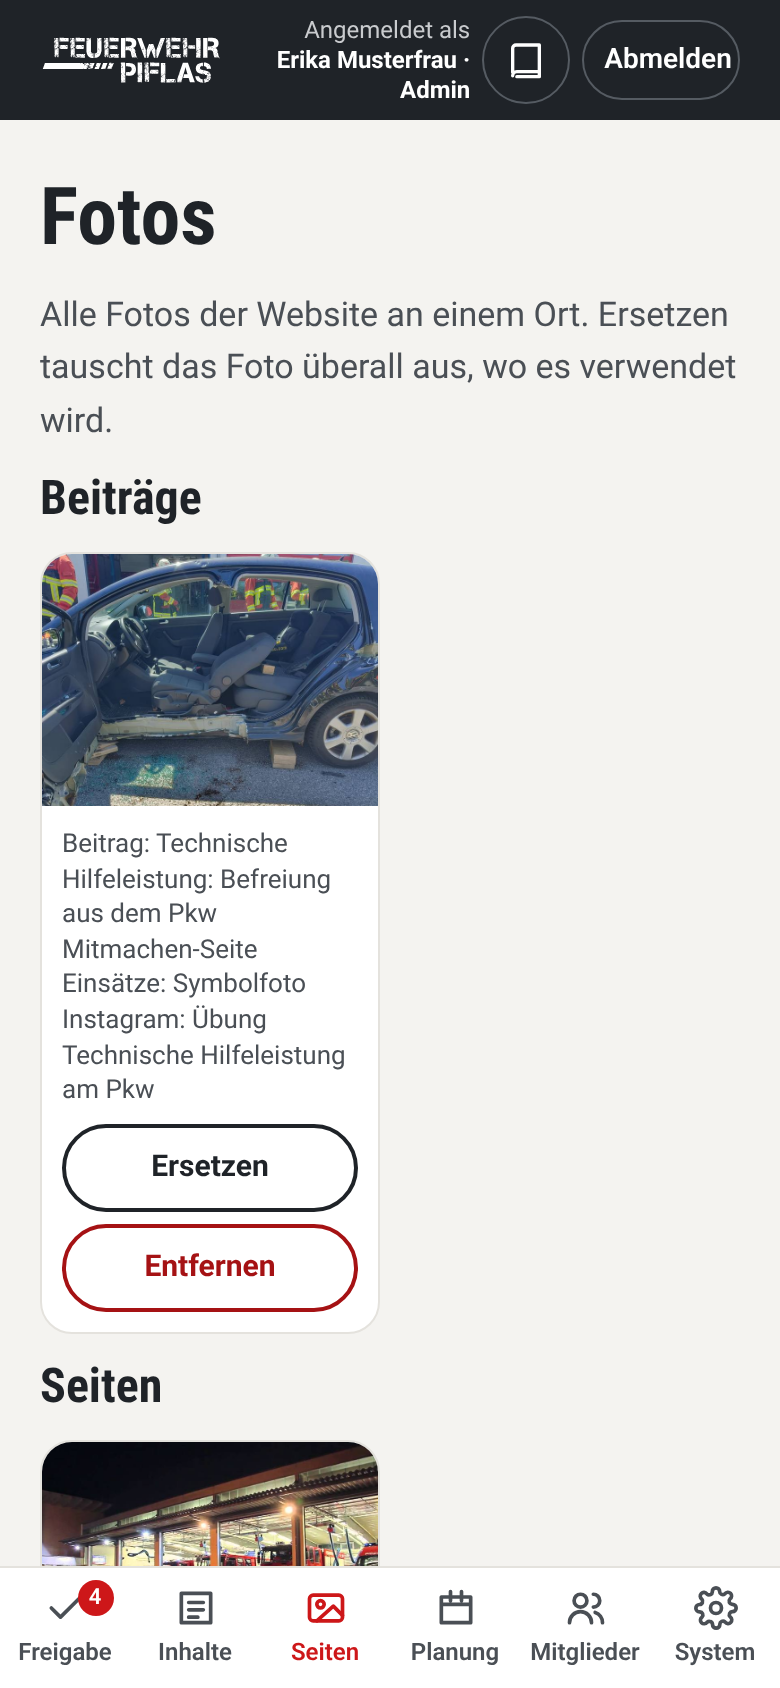 FEUERWEHR
PIFLAS
Angemeldet als
Erika Musterfrau ·
Admin
Abmelden
Fotos
Alle Fotos der Website an einem Ort. Ersetzen
tauscht das Foto überall aus, wo es verwendet
wird.
Beiträge
Beitrag: Technische
Hilfeleistung: Befreiung
aus dem Pkw
Mitmachen-Seite
Einsätze: Symbolfoto
Instagram: Übung
Technische Hilfeleistung
am Pkw
Ersetzen
Entfernen
Seiten
4
Freigabe
Inhalte
Seiten
Planung
Mitglieder
System